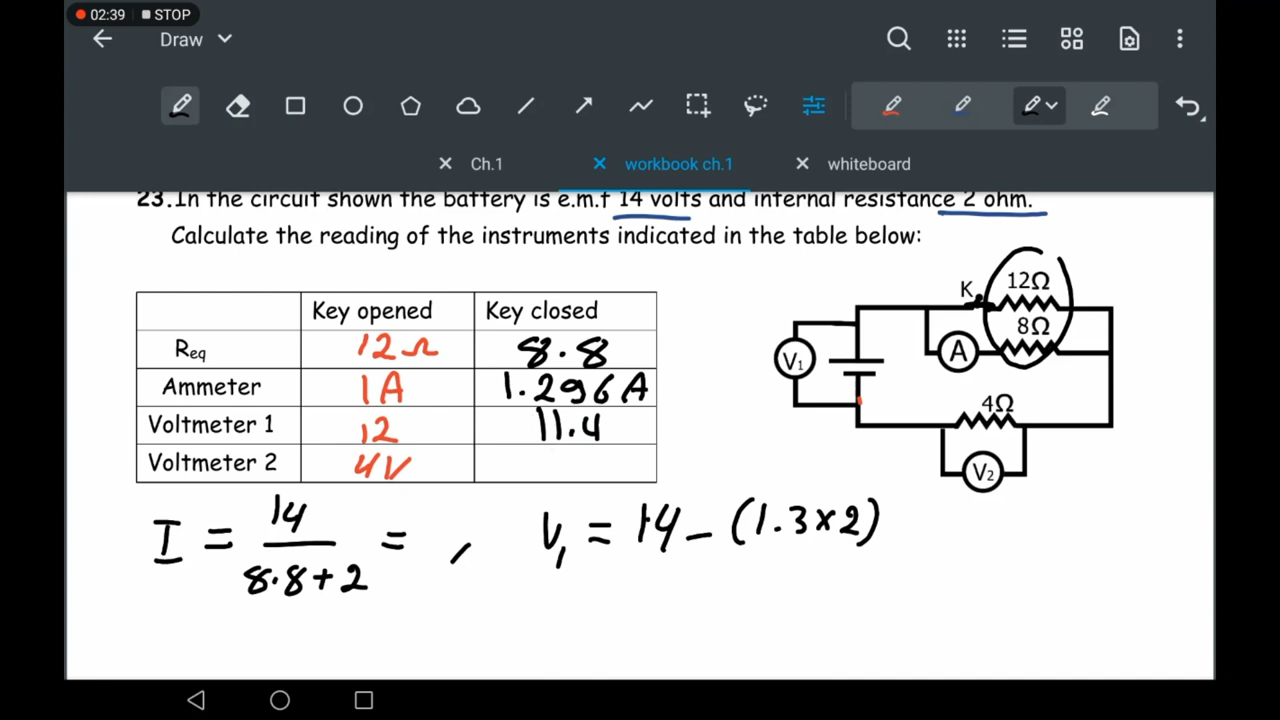 02:39 STOP
Draw
Ch.1
workbook ch.1
whiteboard
23.In the circuit shown the battery is e.m.f 14 volts and internal resistance 2 ohm.
Calculate the reading of the instruments indicated in the table below:
Key opened Key closed
Req 12Ω 8.8
Ammeter 1A 1.296A
Voltmeter 1 12 11.4
Voltmeter 2 4V
K 12Ω
8Ω
V1 A
4Ω
V2
I = 14 / 8.8+2 = , V1 = 14 - (1.3×2)